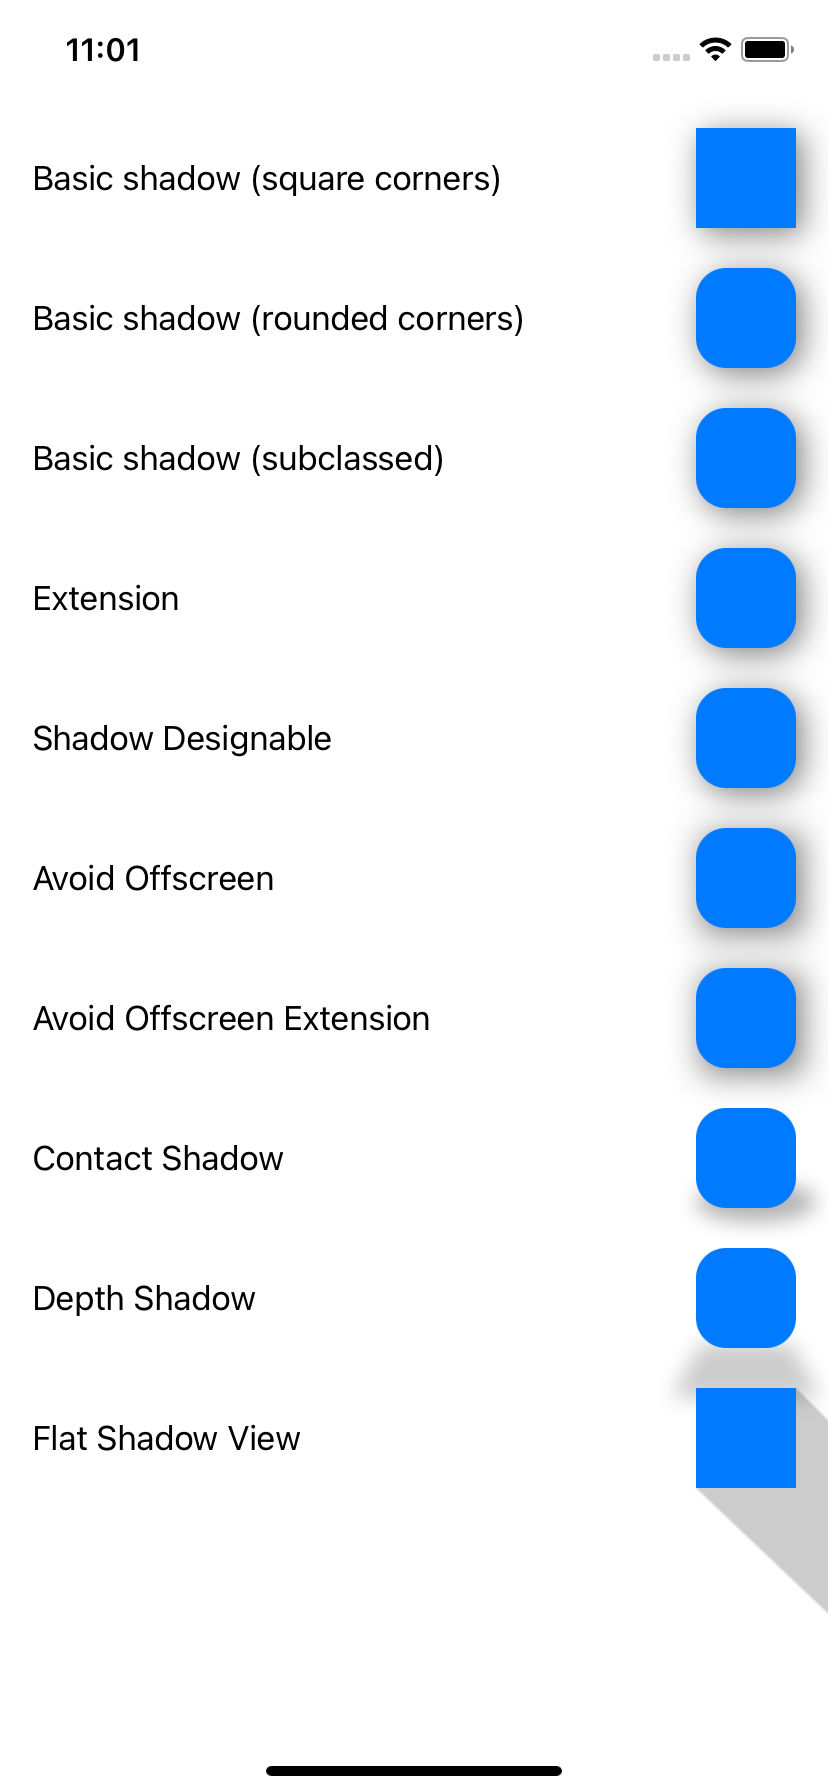 11:01
Basic shadow (square corners)
Basic shadow (rounded corners)
Basic shadow (subclassed)
Extension
Shadow Designable
Avoid Offscreen
Avoid Offscreen Extension
Contact Shadow
Depth Shadow
Flat Shadow View